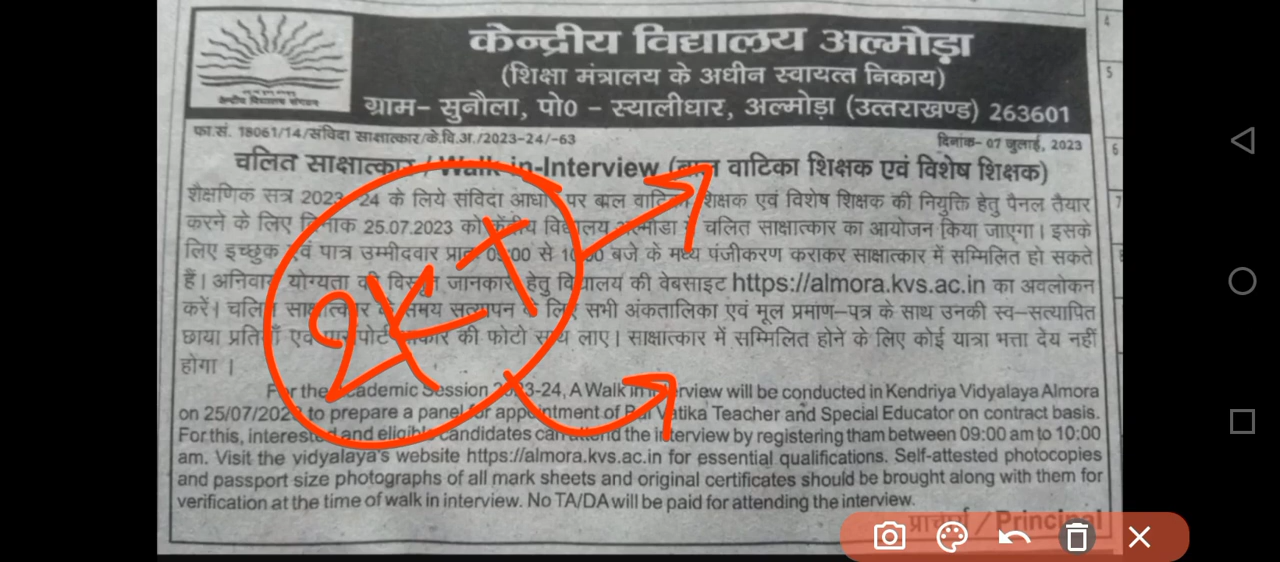 केन्द्रीय विद्यालय अल्मोड़ा
(शिक्षा मंत्रालय के अधीन स्वायत्त निकाय)
ग्राम– सुनौला, पो0 – स्यालीधार, अल्मोड़ा (उत्तराखण्ड) 263601
फा.सं. 18061/14/संविदा साक्षात्कार/के.वि.अ./2023-24/-63
दिनांक- 07 जुलाई, 2023
चलित साक्षात्कार / Walk-in-Interview (बाल वाटिका शिक्षक एवं विशेष शिक्षक)
शैक्षणिक सत्र 2023-24 के लिये संविदा आधार पर बाल वाटिका शिक्षक एवं विशेष शिक्षक की नियुक्ति हेतु पैनल तैयार
करने के लिए दिनांक 25.07.2023 को केंद्रीय विद्यालय अल्मोडा में चलित साक्षात्कार का आयोजन किया जाएगा। इसके
लिए इच्छुक एवं पात्र उम्मीदवार प्रातः 09:00 से 10:00 बजे के मध्य पंजीकरण कराकर साक्षात्कार में सम्मिलित हो सकते
हैं। अनिवार्य योग्यता की विस्तृत जानकारी हेतु विद्यालय की वेबसाइट https://almora.kvs.ac.in का अवलोकन
करें। चलित साक्षात्कार के समय सत्यापन के लिए सभी अंकतालिका एवं मूल प्रमाण–पत्र के साथ उनकी स्व–सत्यापित
छाया प्रतियाँ एवं पासपोर्ट आकार की फोटो साथ लाए। साक्षात्कार में सम्मिलित होने के लिए कोई यात्रा भत्ता देय नहीं
होगा ।
For the Academic Session 2023-24, A Walk in interview will be conducted in Kendriya Vidyalaya Almora
on 25/07/2023 to prepare a panel for appointment of Bal Vatika Teacher and Special Educator on contract basis.
For this, interested and eligible candidates can attend the interview by registering tham between 09:00 am to 10:00
am. Visit the vidyalaya's website https://almora.kvs.ac.in for essential qualifications. Self-attested photocopies
and passport size photographs of all mark sheets and original certificates should be brought along with them for
verification at the time of walk in interview. No TA/DA will be paid for attending the interview.
प्राचार्य / Principal